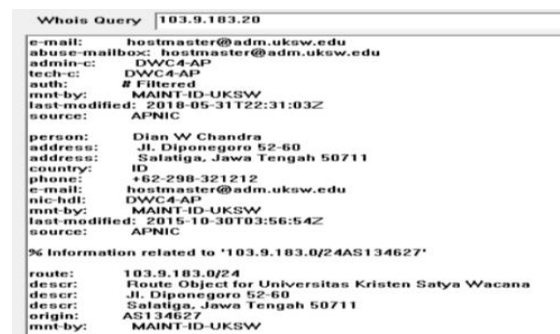 Whois Query 103.9.183.20
e-mail: hostmaster@adm.uksw.edu
abuse-mailbox: hostmaster@adm.uksw.edu
admin-c: DWC4-AP
tech-c: DWC4-AP
auth: # Filtered
mnt-by: MAINT-ID-UKSW
last-modified: 2018-05-31T22:31:03Z
source: APNIC
person: Dian W Chandra
address: Jl. Diponegoro 52-60
address: Salatiga, Jawa Tengah 50711
country: ID
phone: +62-298-321212
e-mail: hostmaster@adm.uksw.edu
nic-hdl: DWC4-AP
mnt-by: MAINT-ID-UKSW
last-modified: 2015-10-30T03:56:54Z
source: APNIC
% Information related to '103.9.183.0/24AS134627'
route: 103.9.183.0/24
descr: Route Object for Universitas Kristen Satya Wacana
descr: Jl. Diponegoro 52-60
descr: Salatiga, Jawa Tengah 50711
origin: AS134627
mnt-by: MAINT-ID-UKSW